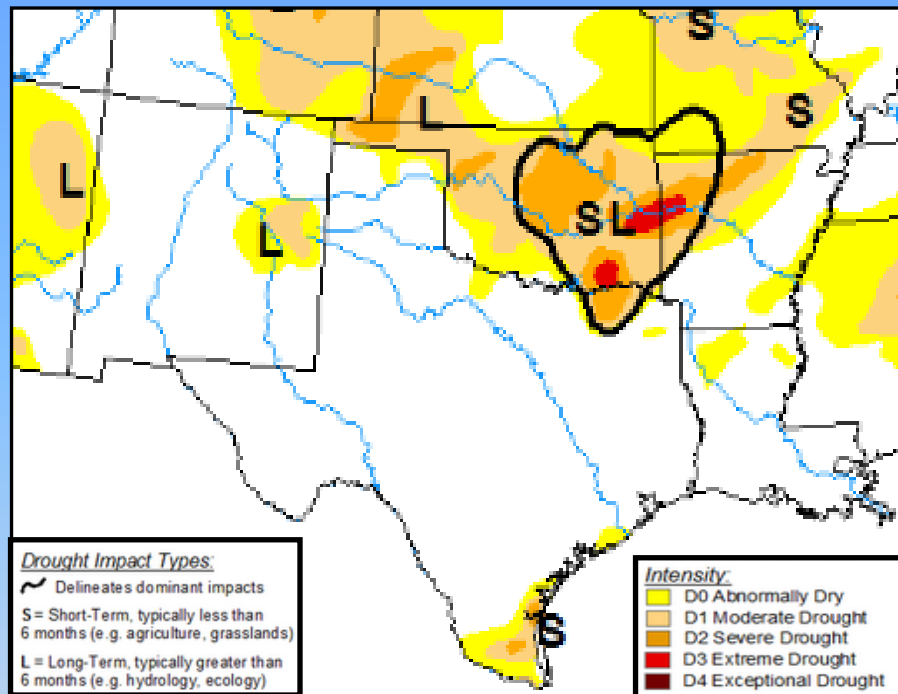 S
L
S
L
SL
L
S
Drought Impact Types:
Delineates dominant impacts
S = Short-Term, typically less than
6 months (e.g. agriculture, grasslands)
L = Long-Term, typically greater than
6 months (e.g. hydrology, ecology)
Intensity:
D0 Abnormally Dry
D1 Moderate Drought
D2 Severe Drought
D3 Extreme Drought
D4 Exceptional Drought